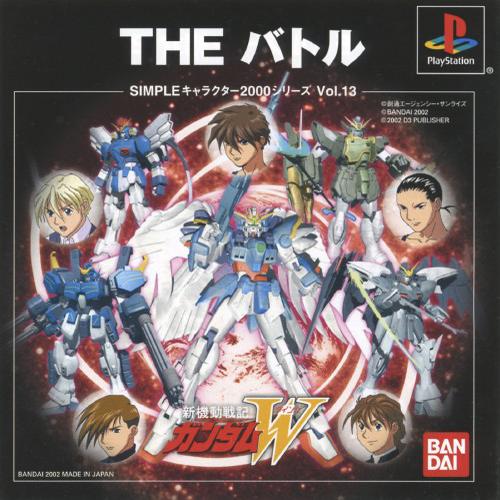 THE バトル
PlayStation
®
SIMPLEキャラクター2000シリーズ Vol.13
©創通エージェンシー・サンライズ
©BANDAI 2002
©2002 D3 PUBLISHER
新機動戦記
ガンダムW
ウイング
BAN
DAI
BANDAI 2002 MADE IN JAPAN